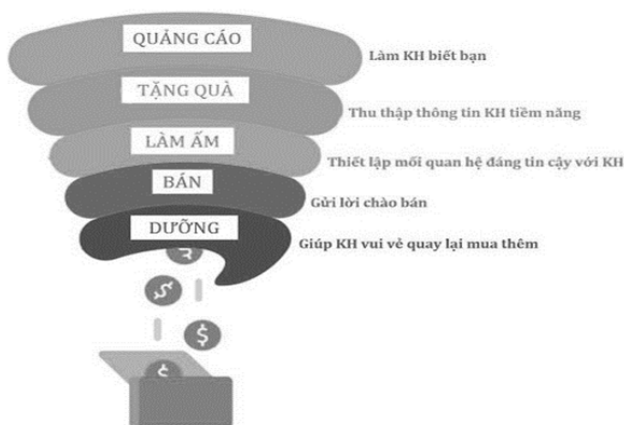 QUẢNG CÁO
Làm KH biết bạn
TẶNG QUÀ
Thu thập thông tin KH tiềm năng
LÀM ẤM
Thiết lập mối quan hệ đáng tin cậy với KH
BÁN
Gửi lời chào bán
DƯỠNG
Giúp KH vui vẻ quay lại mua thêm
$
$
$